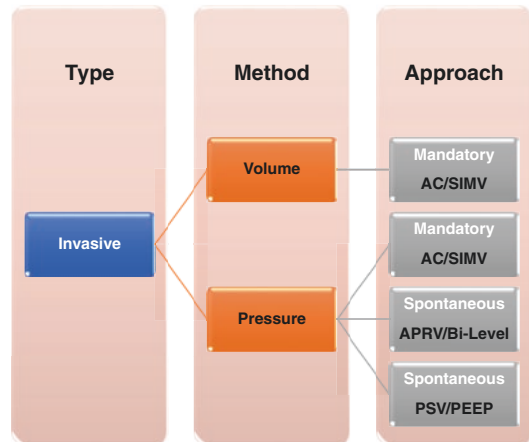 Type
Method
Approach
Volume
Mandatory
AC/SIMV
Invasive
Mandatory
AC/SIMV
Pressure
Spontaneous
APRV/Bi-Level
Spontaneous
PSV/PEEP